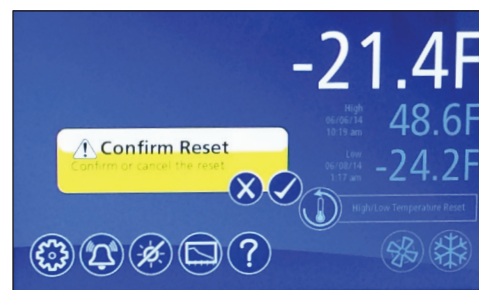 -21.4F
High
06/06/14
10:19 am
48.6F
Low
06/08/14
1:17 am
-24.2F
Confirm Reset
Confirm or cancel the reset.
High/Low Temperature Reset
?